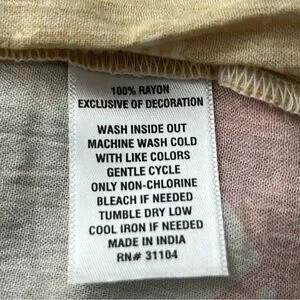 100% RAYON
EXCLUSIVE OF DECORATION
WASH INSIDE OUT
MACHINE WASH COLD
WITH LIKE COLORS
GENTLE CYCLE
ONLY NON-CHLORINE
BLEACH IF NEEDED
TUMBLE DRY LOW
COOL IRON IF NEEDED
MADE IN INDIA
RN# 31104